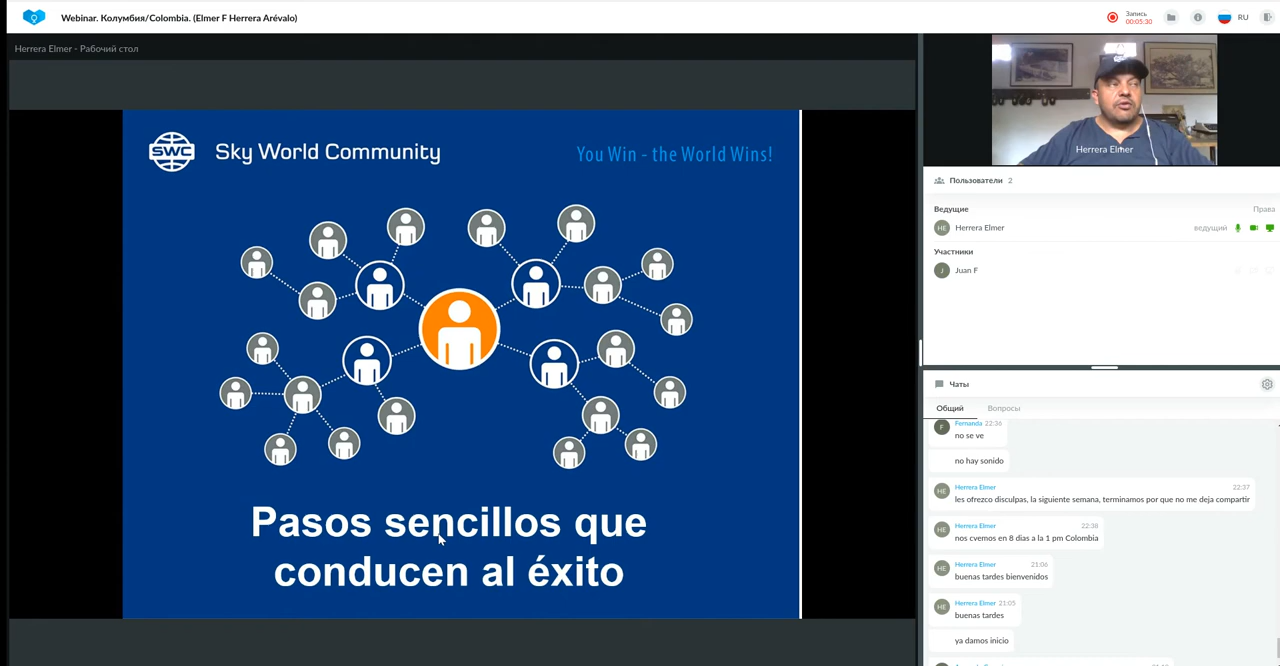 Webinar. Колумбия/Colombia. (Elmer F Herrera Arévalo)
Запись
00:05:30
RU
Herrera Elmer - Рабочий стол
SWC
Sky World Community
You Win - the World Wins!
Pasos sencillos que
conducen al éxito
Herrera Elmer
Пользователи 2
Ведущие
Права
HE
Herrera Elmer
ведущий
Участники
J
Juan F
Чаты
Общий
Вопросы
F
Fernanda 22:36
no se ve
no hay sonido
HE
Herrera Elmer
22:37
les ofrezco disculpas, la siguiente semana, terminamos por que no me deja compartir
HE
Herrera Elmer
22:38
nos cvemos en 8 dias a la 1 pm Colombia
HE
Herrera Elmer
21:06
buenas tardes bienvenidos
HE
Herrera Elmer 21:05
buenas tardes
ya damos inicio